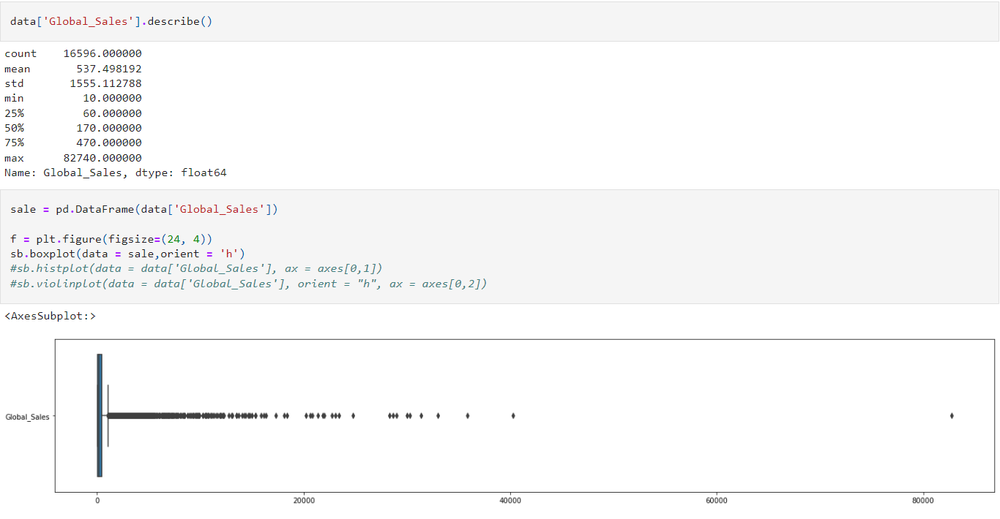 data['Global_Sales'].describe()
count 16596.000000
mean 537.498192
std 1555.112788
min 10.000000
25% 60.000000
50% 170.000000
75% 470.000000
max 82740.000000
Name: Global_Sales, dtype: float64
sale = pd.DataFrame(data['Global_Sales'])
f = plt.figure(figsize=(24, 4))
sb.boxplot(data = sale,orient = 'h')
#sb.histplot(data = data['Global_Sales'], ax = axes[0,1])
#sb.violinplot(data = data['Global_Sales'], orient = "h", ax = axes[0,2])
<AxesSubplot:>
Global_Sales
0 20000 40000 60000 80000